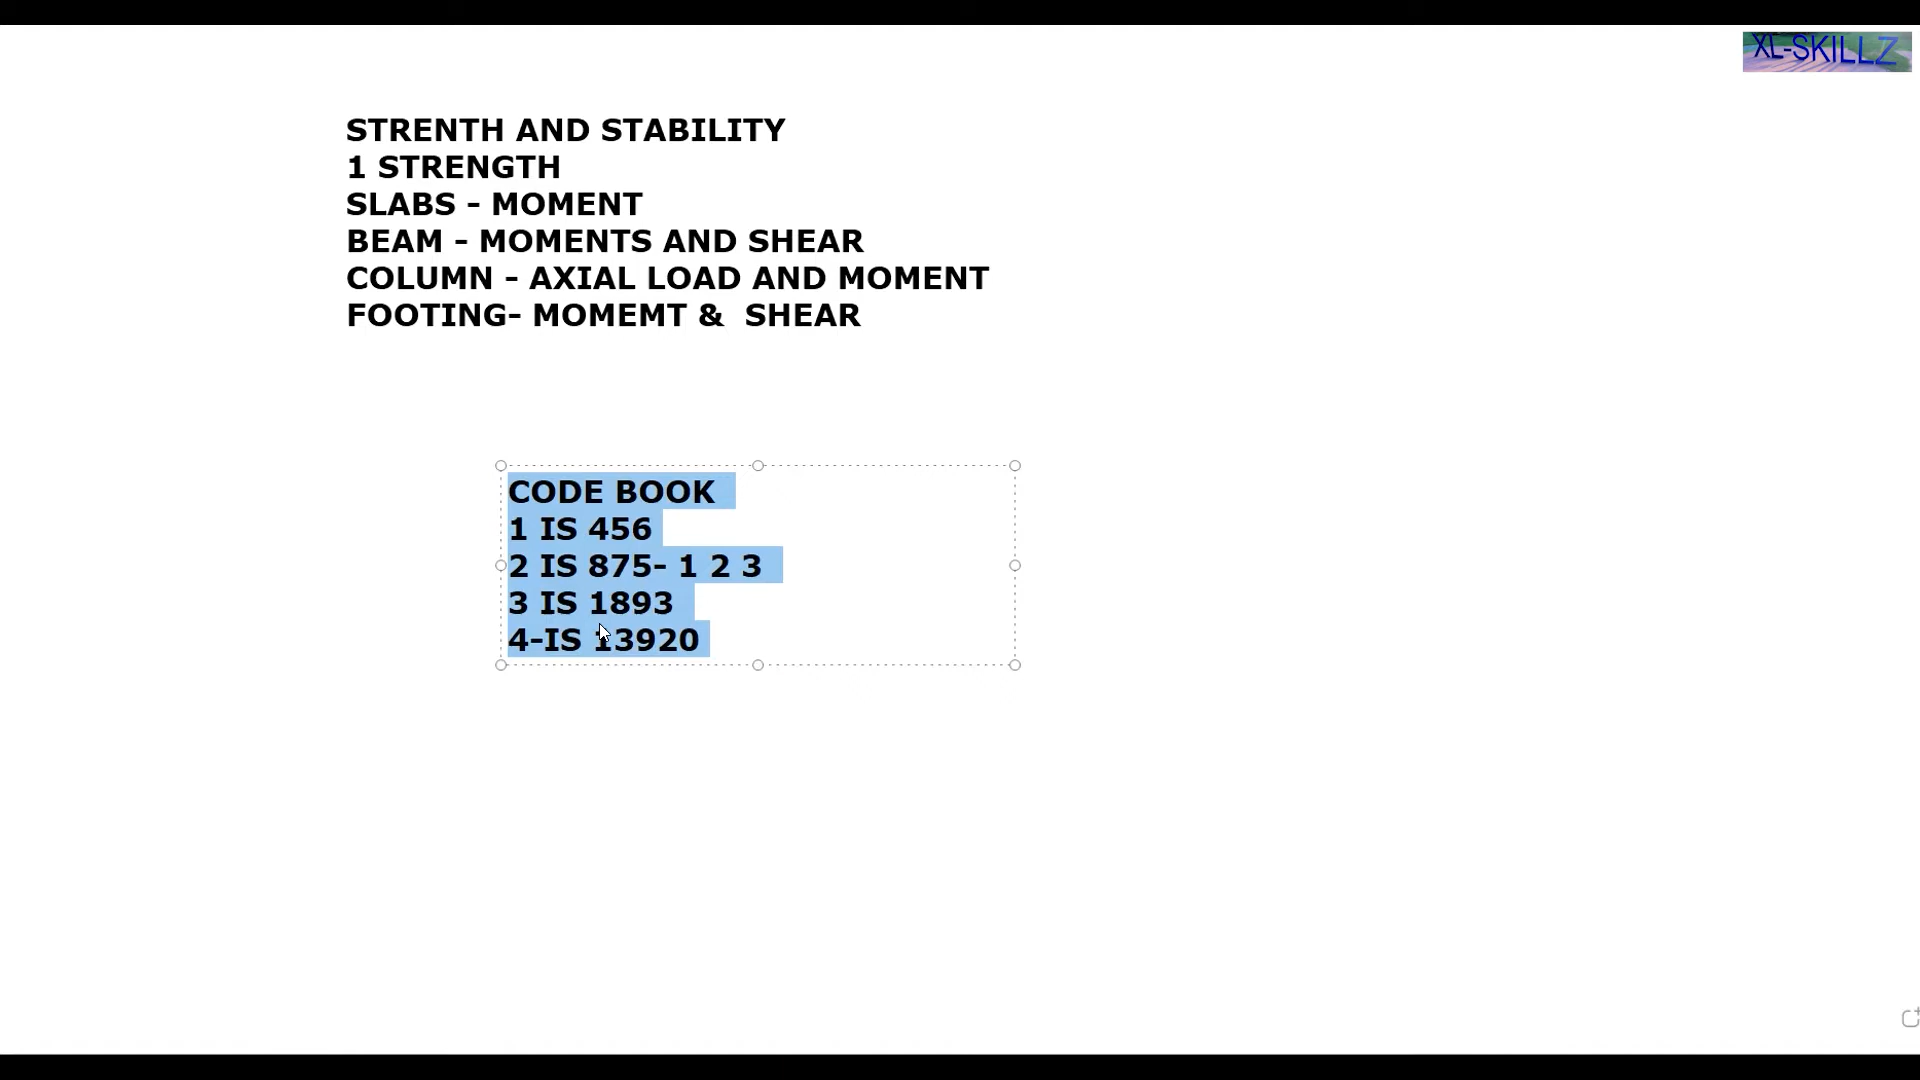 XL-SKILLZ
STRENTH AND STABILITY
1 STRENGTH
SLABS - MOMENT
BEAM - MOMENTS AND SHEAR
COLUMN - AXIAL LOAD AND MOMENT
FOOTING- MOMEMT & SHEAR
CODE BOOK
1 IS 456
2 IS 875- 1 2 3
3 IS 1893
4-IS 13920